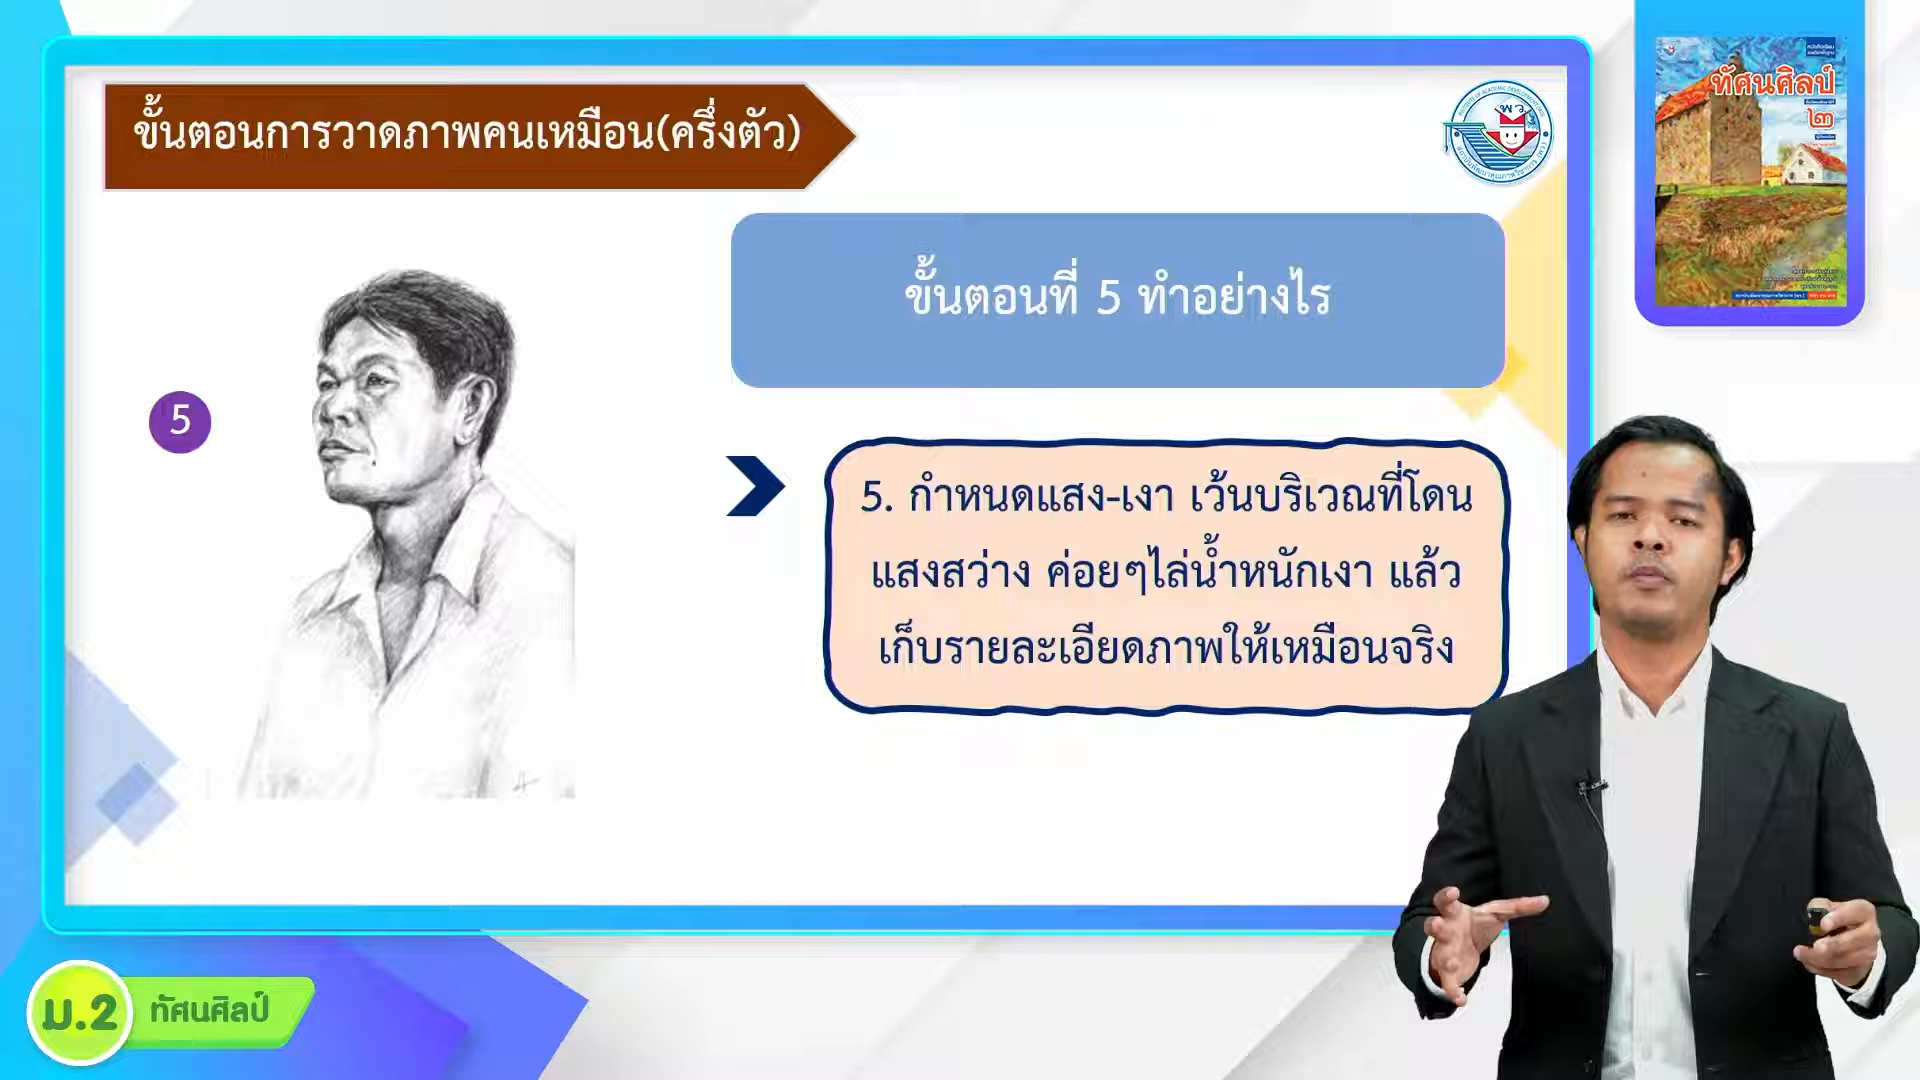 ขั้นตอนการวาดภาพคนเหมือน(ครึ่งตัว)
พว.
ทัศนศิลป์
๒
ขั้นตอนที่ 5 ทำอย่างไร
5
5. กำหนดแสง-เงา เว้นบริเวณที่โดน
แสงสว่าง ค่อยๆไล่น้ำหนักเงา แล้ว
เก็บรายละเอียดภาพให้เหมือนจริง
ม.2 ทัศนศิลป์